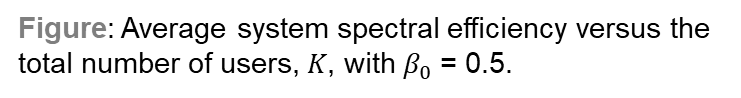 Figure: Average system spectral efficiency versus the
total number of users, K, with β₀ = 0.5.